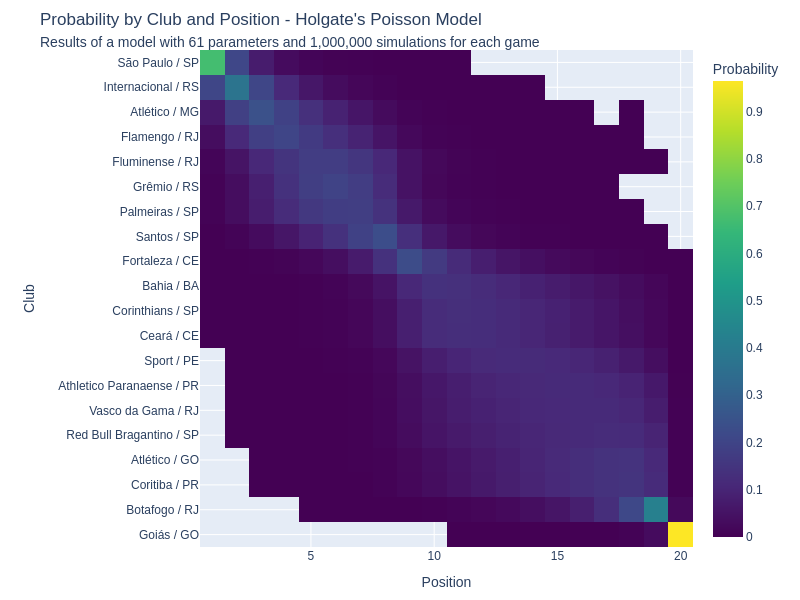 Probability by Club and Position - Holgate's Poisson Model
Results of a model with 61 parameters and 1,000,000 simulations for each game
Probability
São Paulo / SP
Internacional / RS
Atlético / MG
Flamengo / RJ
Fluminense / RJ
Grêmio / RS
Palmeiras / SP
Santos / SP
Fortaleza / CE
Bahia / BA
Corinthians / SP
Ceará / CE
Sport / PE
Athletico Paranaense / PR
Vasco da Gama / RJ
Red Bull Bragantino / SP
Atlético / GO
Coritiba / PR
Botafogo / RJ
Goiás / GO
Club
5
10
15
20
Position
0.9
0.8
0.7
0.6
0.5
0.4
0.3
0.2
0.1
0